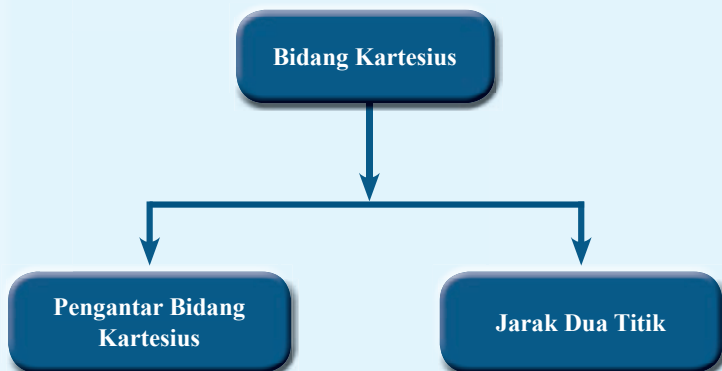 Bidang Kartesius
Pengantar Bidang
Kartesius
Jarak Dua Titik